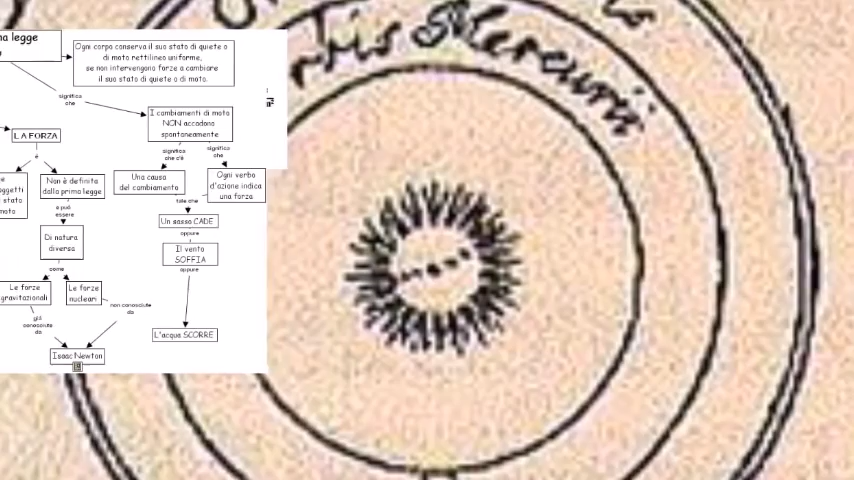 na legge
Ogni corpo conserva il suo stato di quiete o
di moto rettilineo uniforme,
se non intervengono forze a cambiare
il suo stato di quiete o di moto.
significa
che
I cambiamenti di moto
NON accadono
spontaneamente
LA FORZA
è
significa
che c'è
significa
che
oggetti
stato
moto
Non è definita
dalla prima legge
Una causa
del cambiamento
Ogni verbo
d'azione indica
una forza
e può
essere
tale che
Un sasso CADE
oppure
Di natura
diversa
Il vento
SOFFIA
oppure
come
Le forze
gravitazionali
Le forze
nucleari
non conosciute
da
già
conosciute
da
L'acqua SCORRE
Isaac Newton
Mercurii